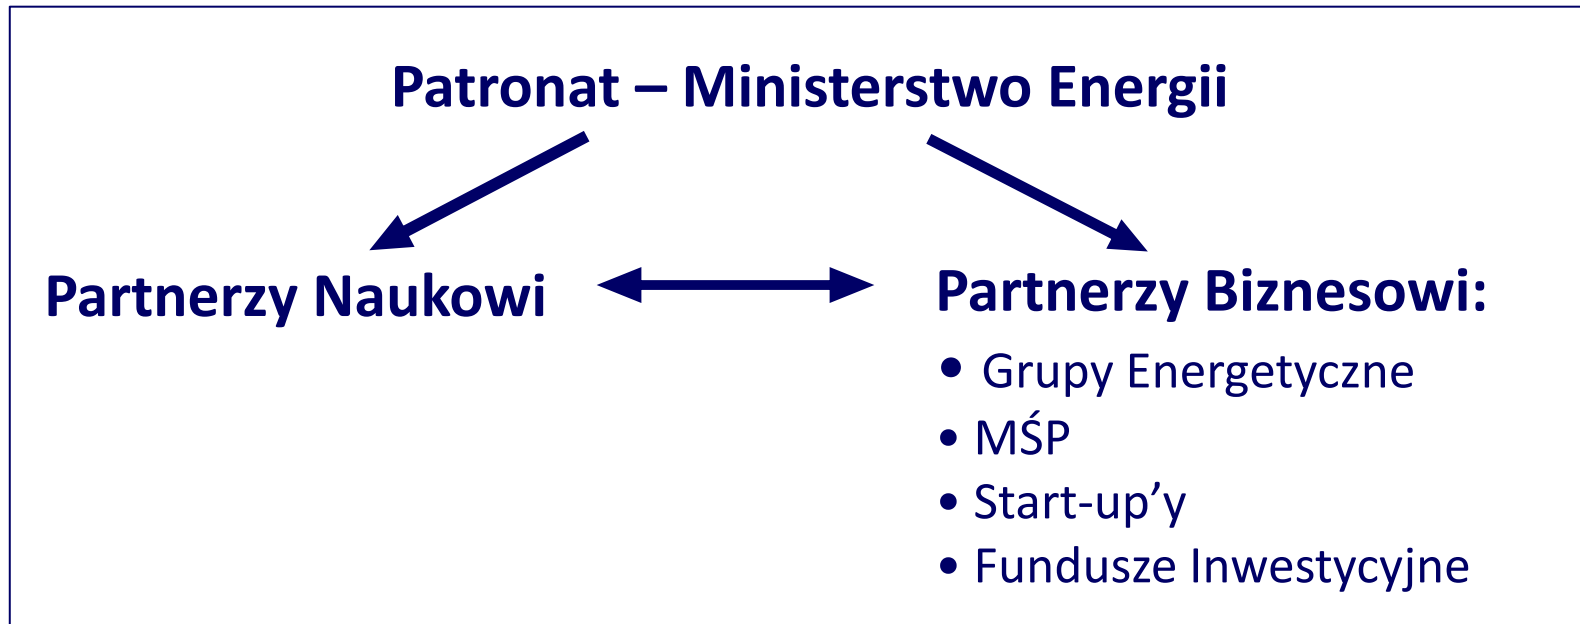 Patronat – Ministerstwo Energii
Partnerzy Naukowi
Partnerzy Biznesowi:
• Grupy Energetyczne
• MŚP
• Start-up’y
• Fundusze Inwestycyjne